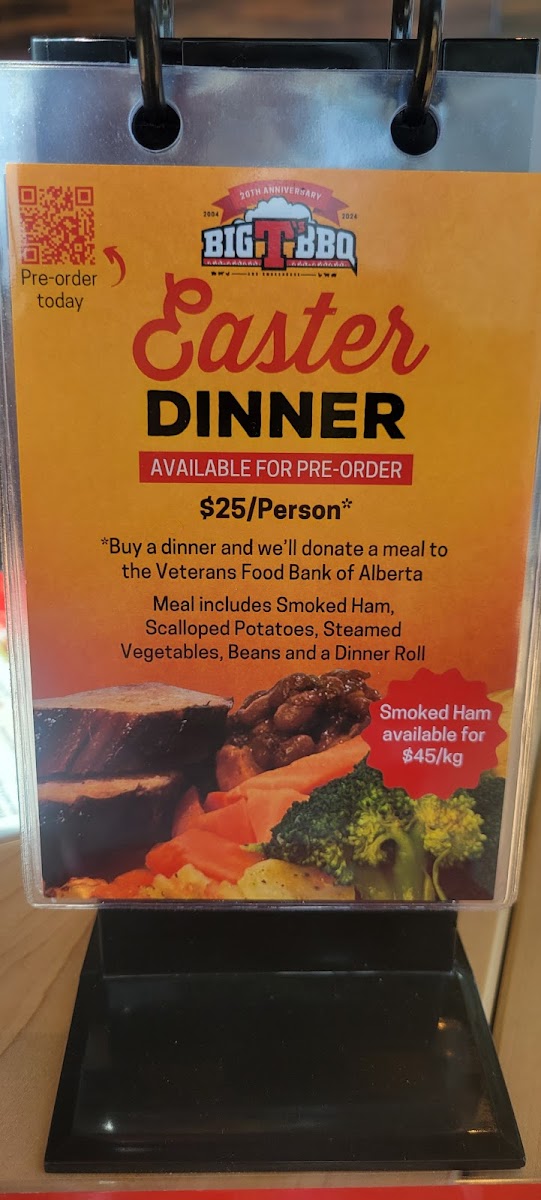 20TH ANNIVERSARY
2004 2024
BIG T'S BBQ
Pre-order
today
Easter
DINNER
AVAILABLE FOR PRE-ORDER
$25/Person*
*Buy a dinner and we'll donate a meal to
the Veterans Food Bank of Alberta
Meal includes Smoked Ham,
Scalloped Potatoes, Steamed
Vegetables, Beans and a Dinner Roll
Smoked Ham
available for
$45/kg